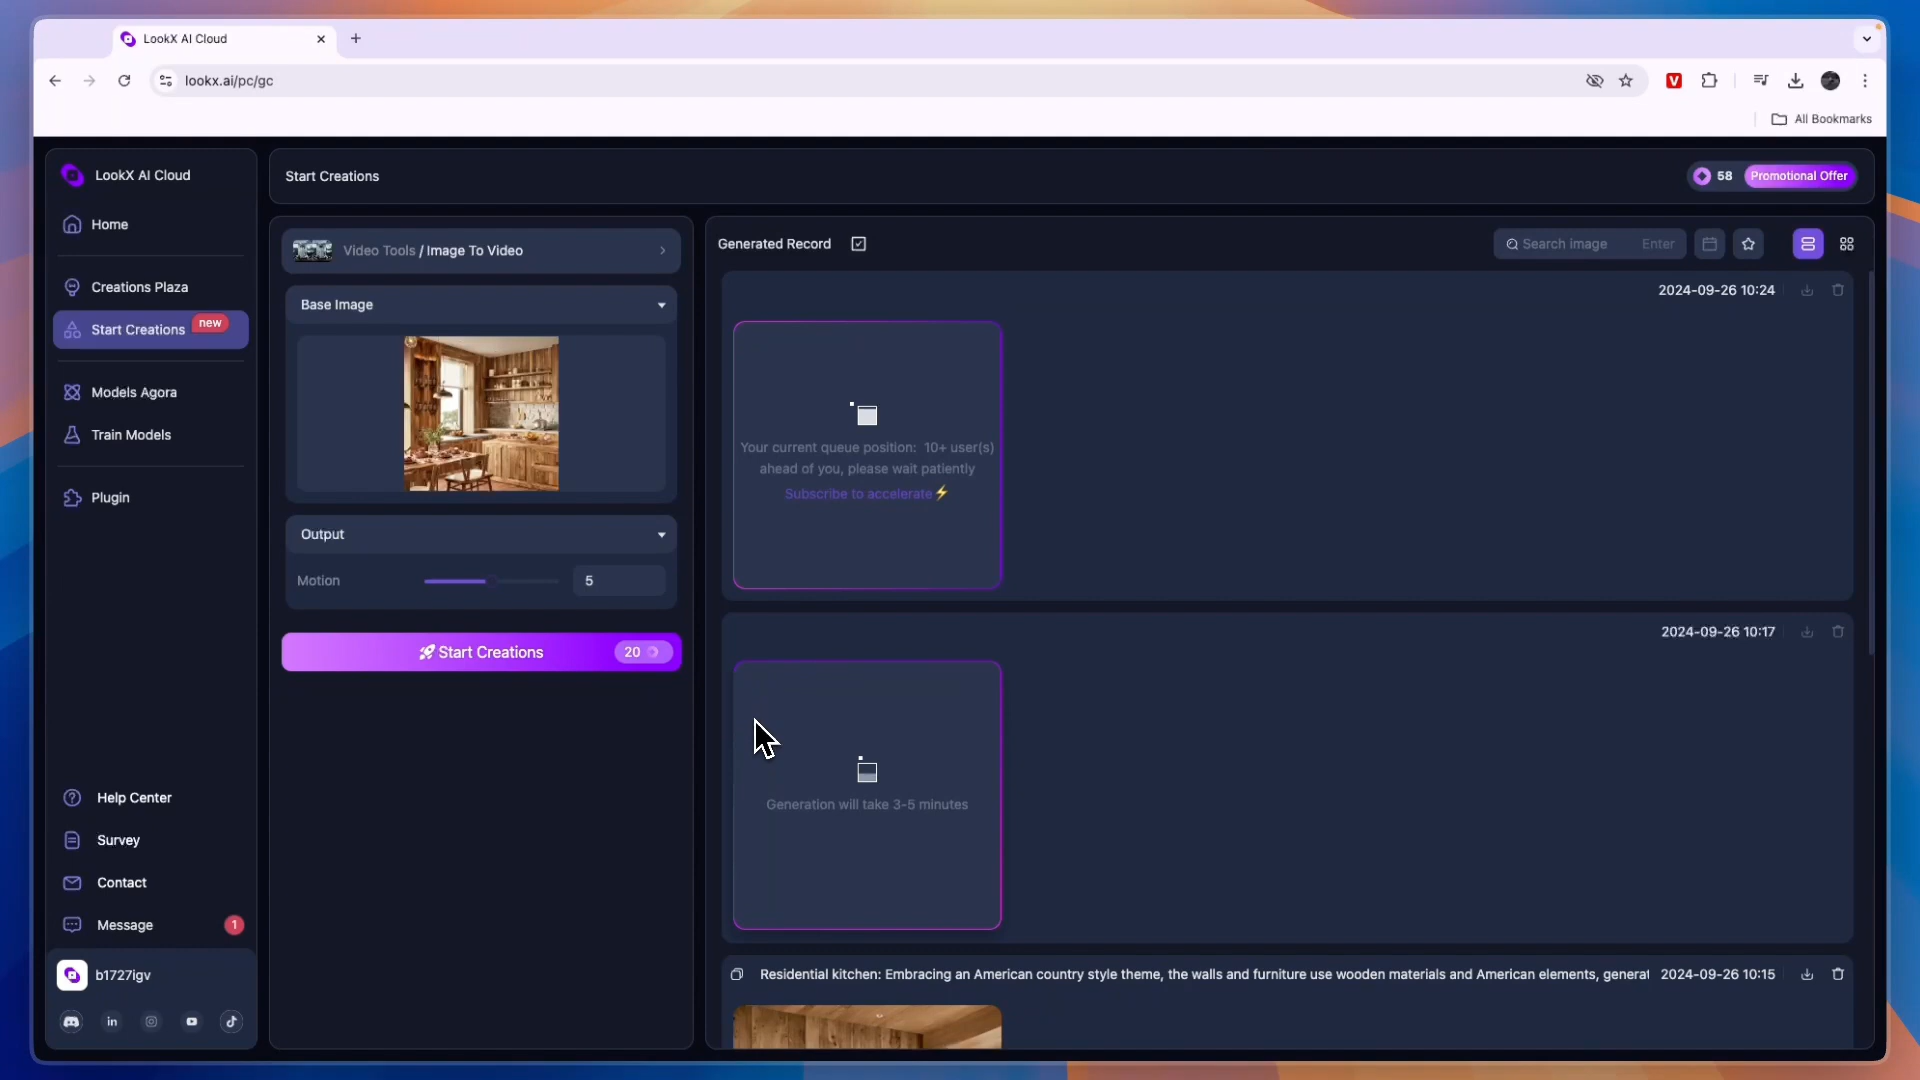 LookX AI Cloud
lookx.ai/pc/gc
All Bookmarks
LookX AI Cloud
Home
Creations Plaza
Start Creations new
Models Agora
Train Models
Plugin
Help Center
Survey
Contact
Message 1
b1727igv
Start Creations
58 Promotional Offer
Video Tools / Image To Video
Base Image
Output
Motion 5
Start Creations 20
Generated Record
Search image Enter
2024-09-26 10:24
Your current queue position: 10+ user(s)
ahead of you, please wait patiently
Subscribe to accelerate⚡
2024-09-26 10:17
Generation will take 3-5 minutes
Residential kitchen: Embracing an American country style theme, the walls and furniture use wooden materials and American elements, generat 2024-09-26 10:15